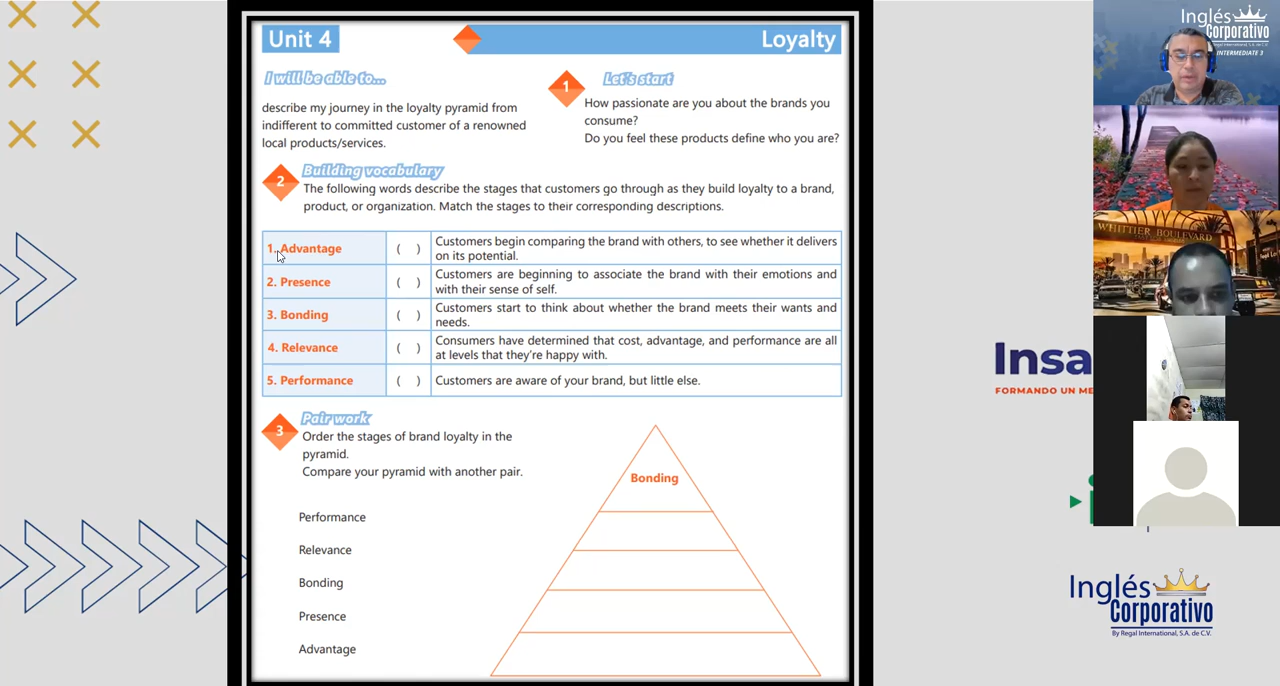 Unit 4
Loyalty
I will be able to...
describe my journey in the loyalty pyramid from
indifferent to committed customer of a renowned
local products/services.
1
Let's start
How passionate are you about the brands you
consume?
Do you feel these products define who you are?
2
Building vocabulary
The following words describe the stages that customers go through as they build loyalty to a brand,
product, or organization. Match the stages to their corresponding descriptions.
1. Advantage ( ) Customers begin comparing the brand with others, to see whether it delivers
on its potential.
2. Presence ( ) Customers are beginning to associate the brand with their emotions and
with their sense of self.
3. Bonding ( ) Customers start to think about whether the brand meets their wants and
needs.
4. Relevance ( ) Consumers have determined that cost, advantage, and performance are all
at levels that they're happy with.
5. Performance ( ) Customers are aware of your brand, but little else.
3
Pair work
Order the stages of brand loyalty in the
pyramid.
Compare your pyramid with another pair.
Performance
Relevance
Bonding
Presence
Advantage
Bonding
Inglés
Corporativo
By Regal International, S.A. de C.V.
INTERMEDIATE 3
WHITTIER BOULEVARD
Insa
FORMANDO UN ME
Inglés
Corporativo
By Regal International, S.A. de C.V.